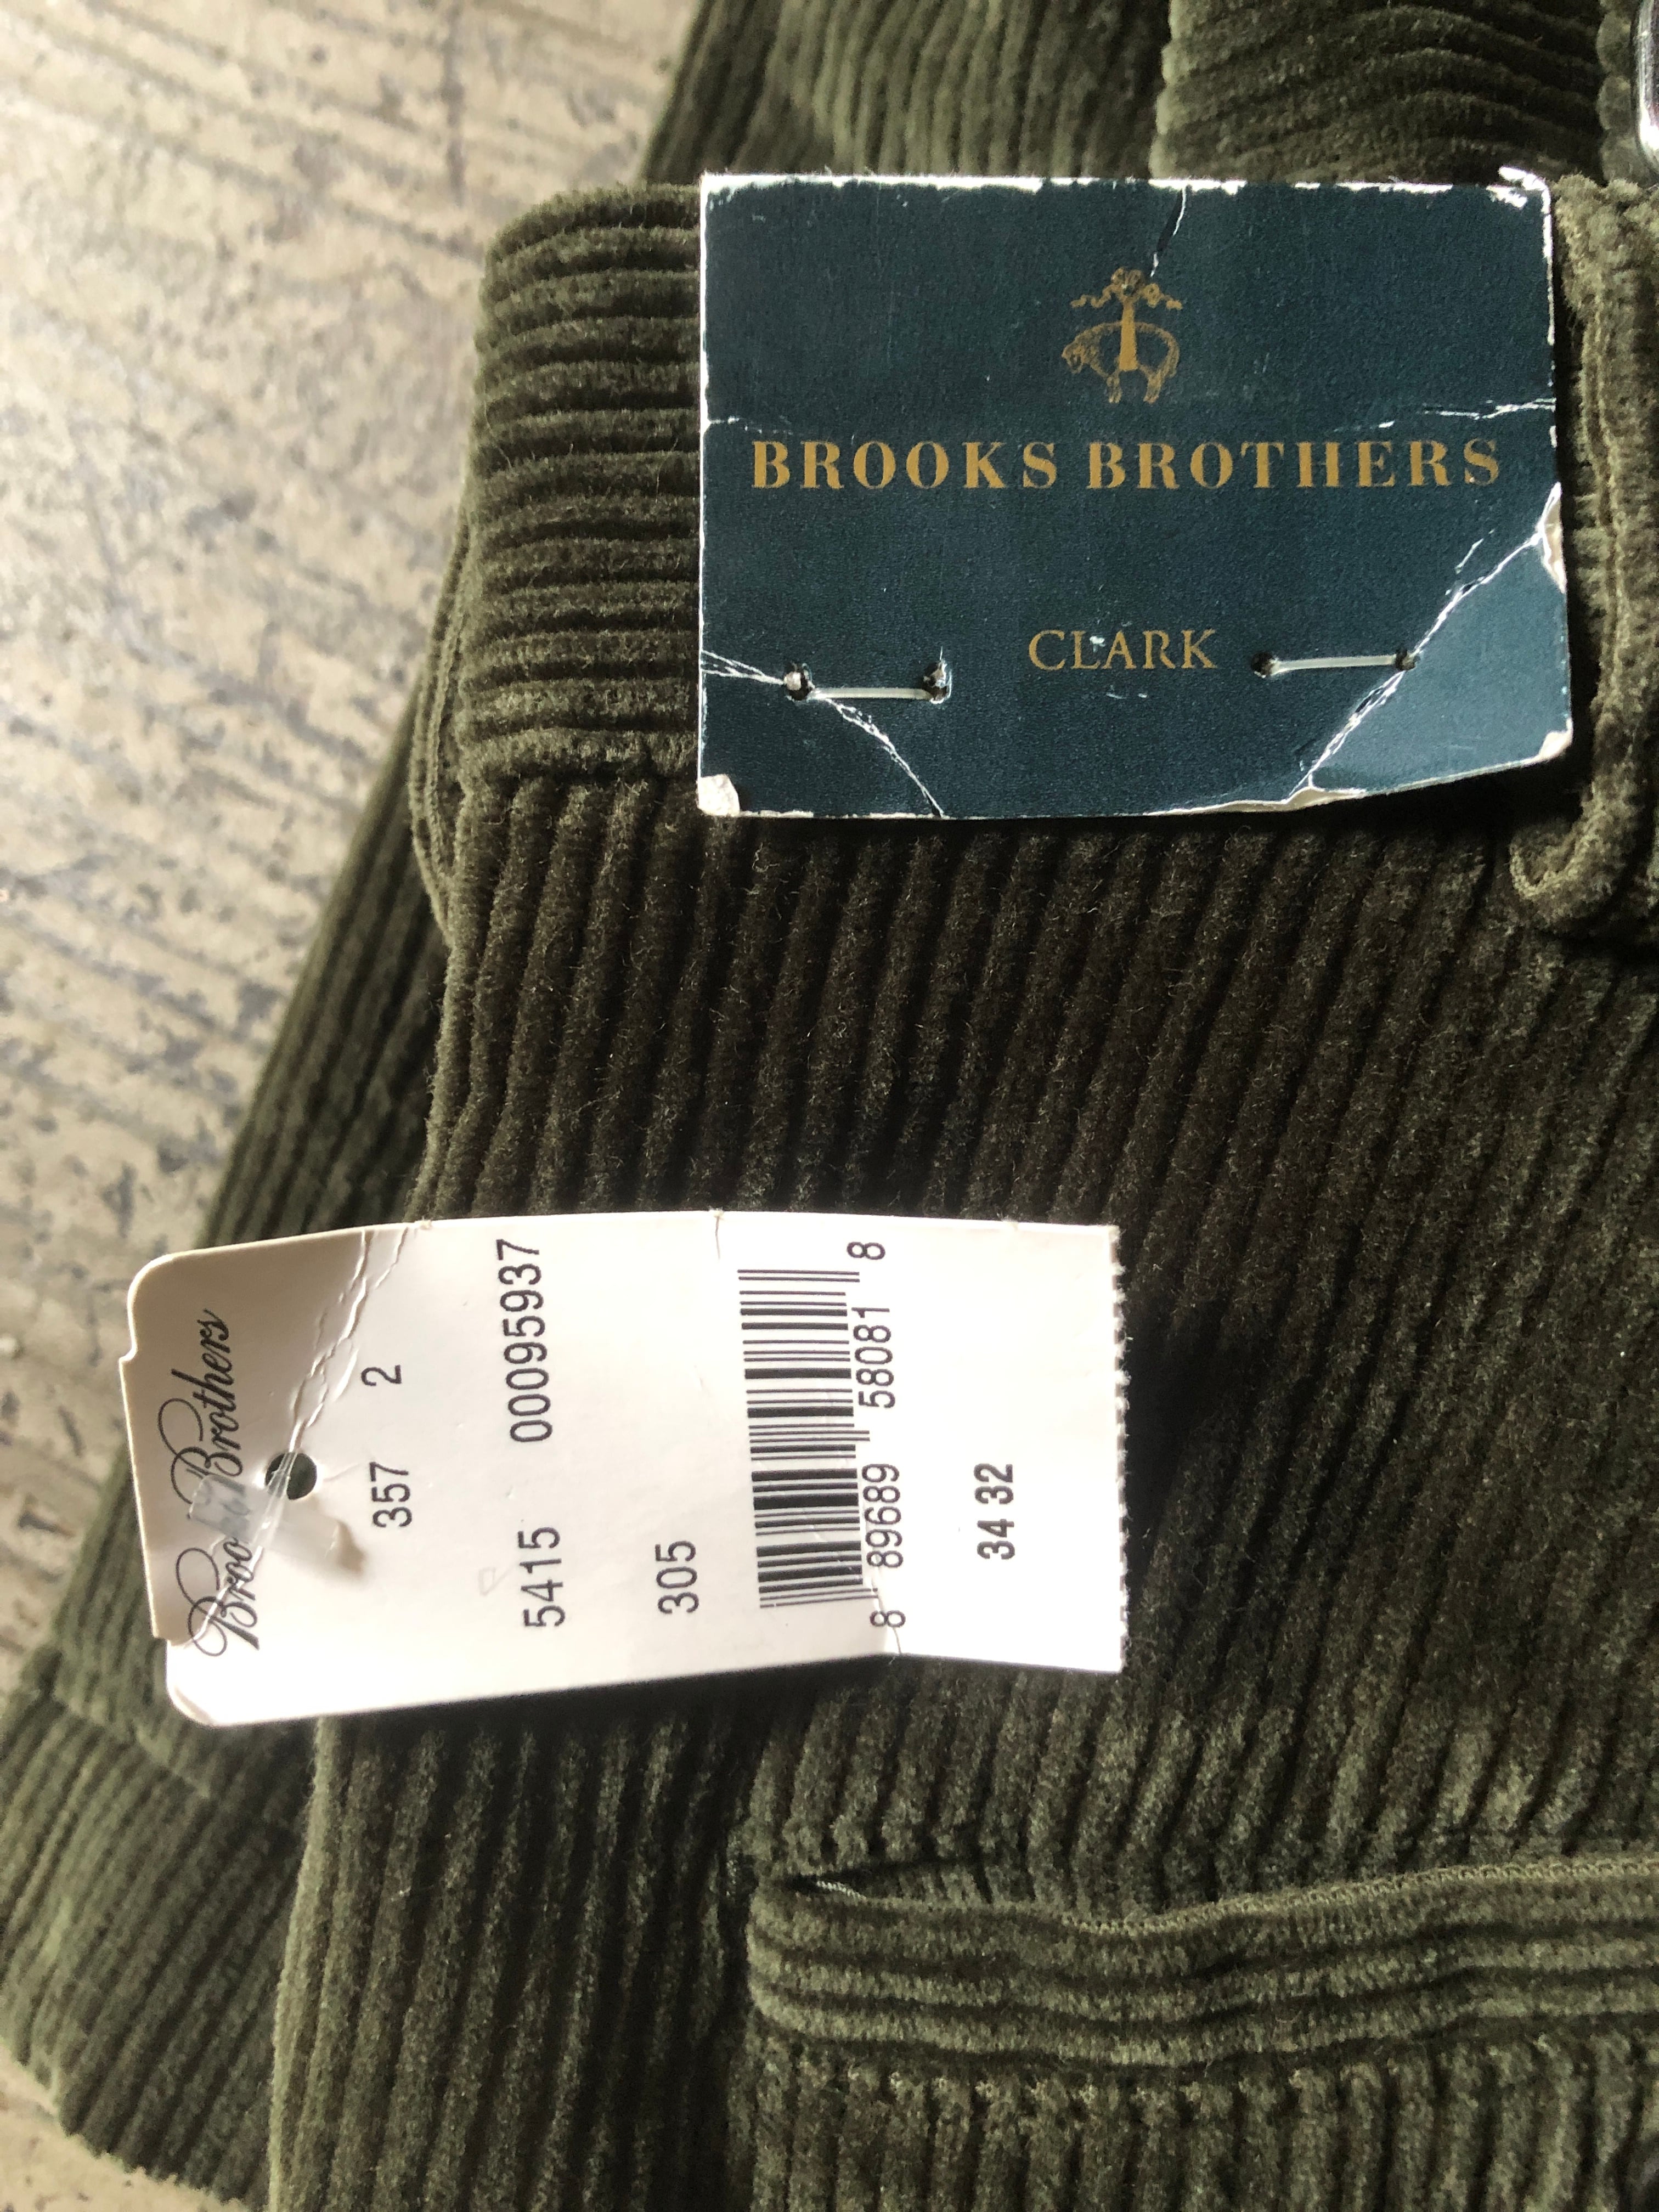 BROOKS BROTHERS
CLARK
Brooks Brothers
357 2
5415 00095937
305
8 89689 58081 8
34 32